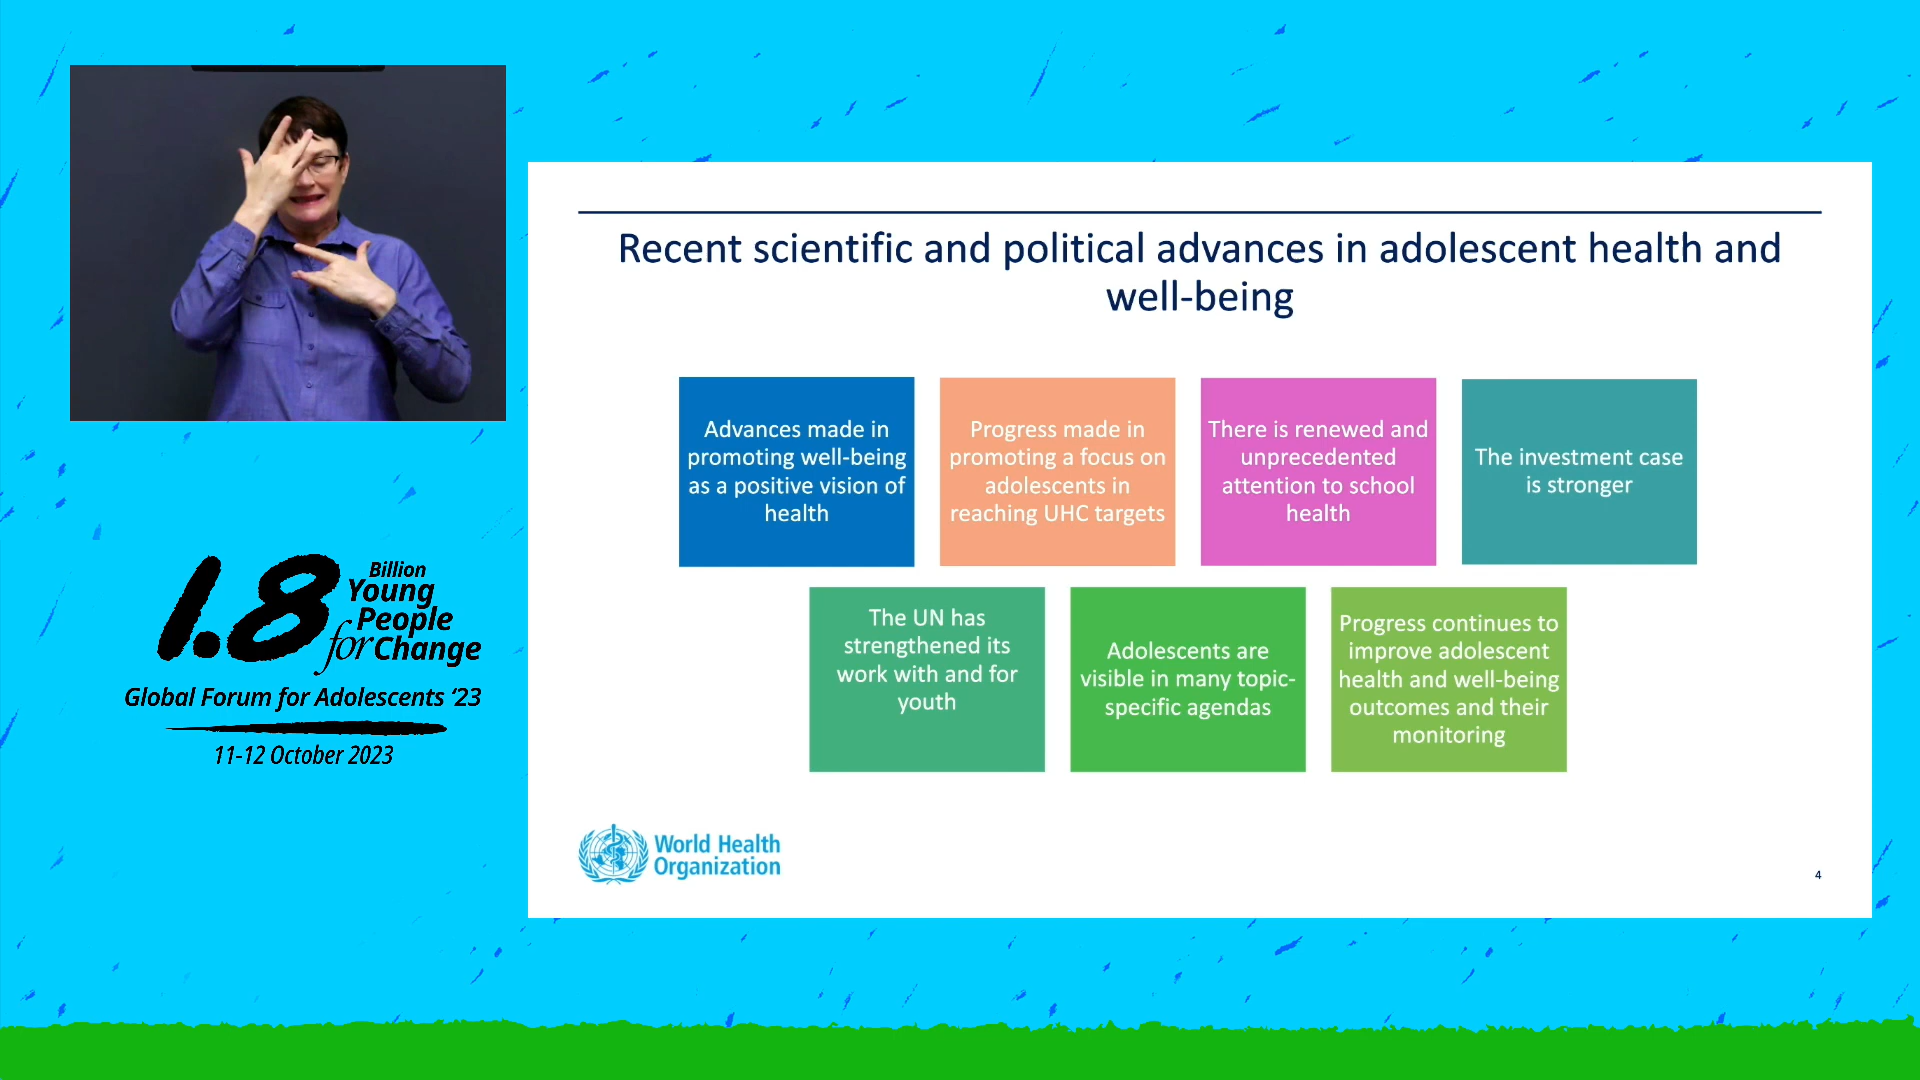 Recent scientific and political advances in adolescent health and
well-being
Advances made in
promoting well-being
as a positive vision of
health
Progress made in
promoting a focus on
adolescents in
reaching UHC targets
There is renewed and
unprecedented
attention to school
health
The investment case
is stronger
The UN has
strengthened its
work with and for
youth
Adolescents are
visible in many topic-
specific agendas
Progress continues to
improve adolescent
health and well-being
outcomes and their
monitoring
World Health
Organization
4
1.8 Billion
Young
People
for Change
Global Forum for Adolescents ‘23
11-12 October 2023